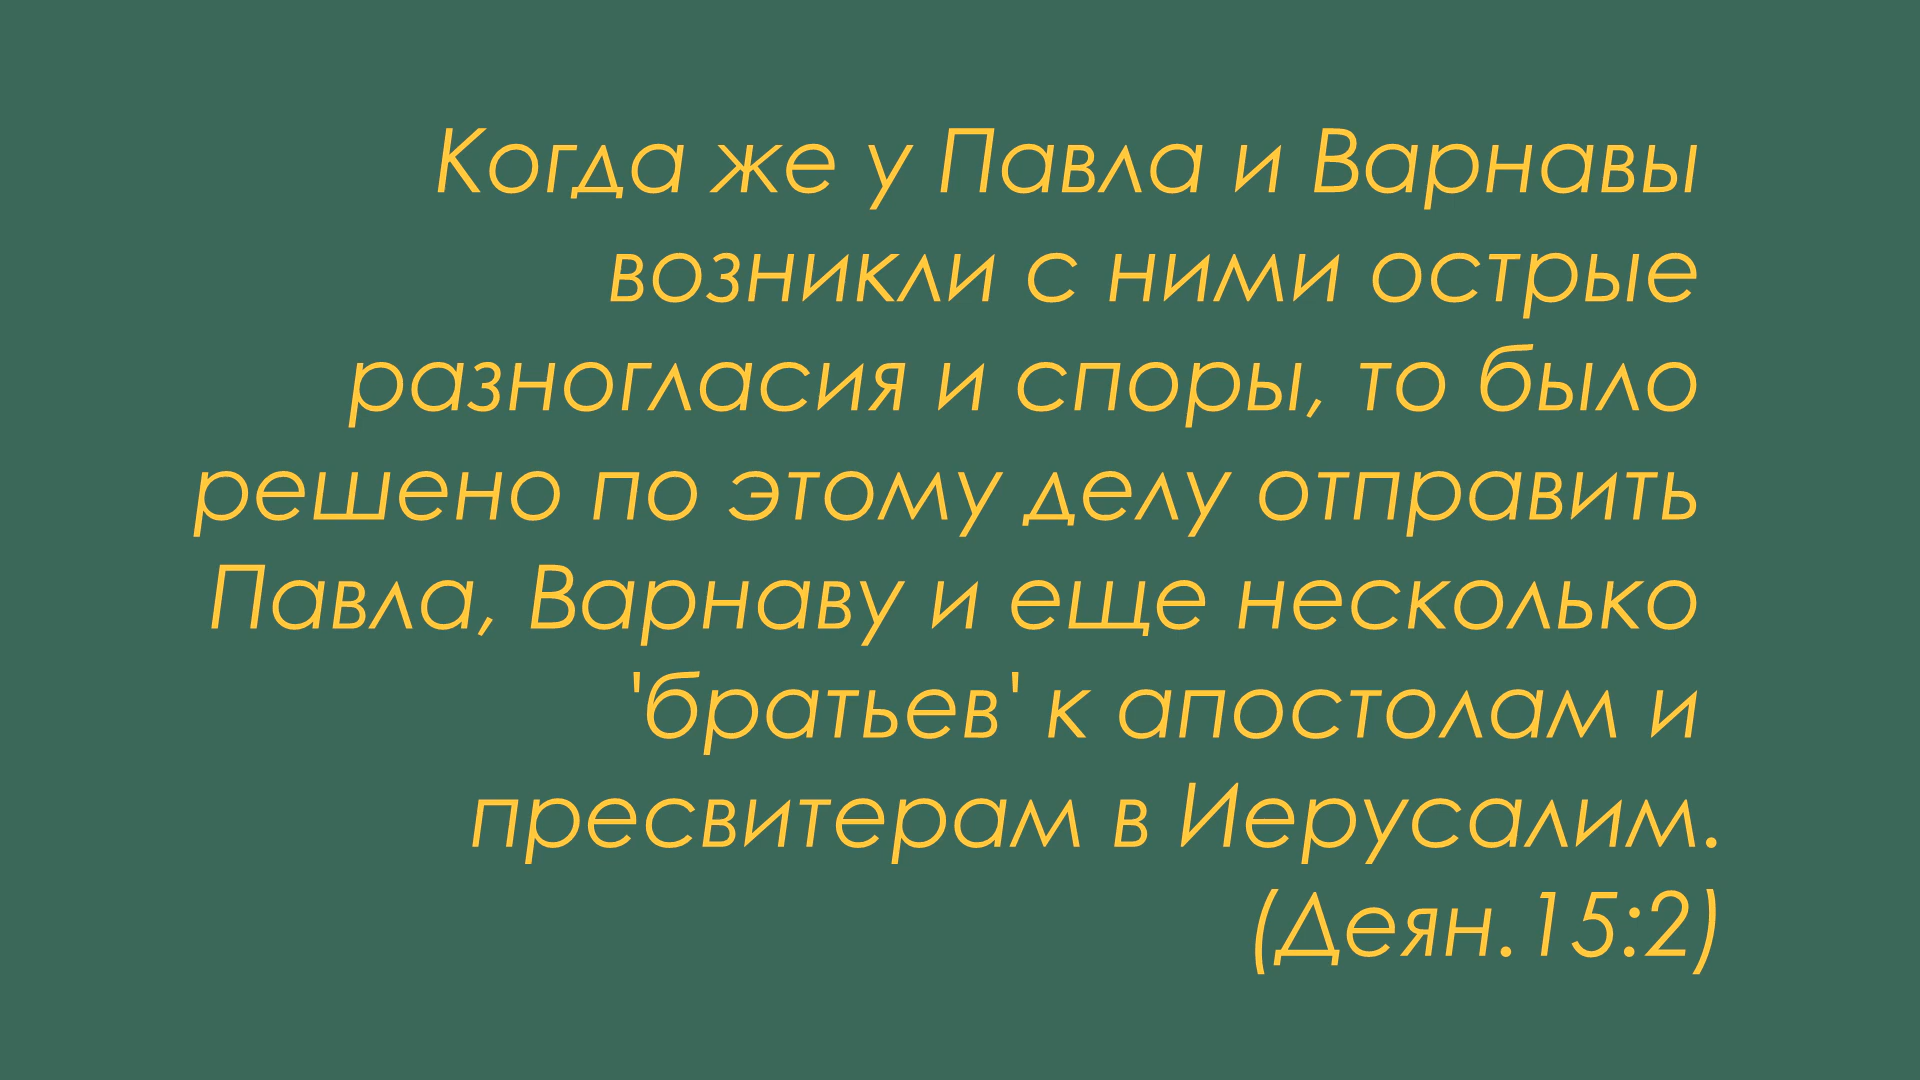 Когда же у Павла и Варнавы
возникли с ними острые
разногласия и споры, то было
решено по этому делу отправить
Павла, Варнаву и еще несколько
'братьев' к апостолам и
пресвитерам в Иерусалим.
(Деян.15:2)